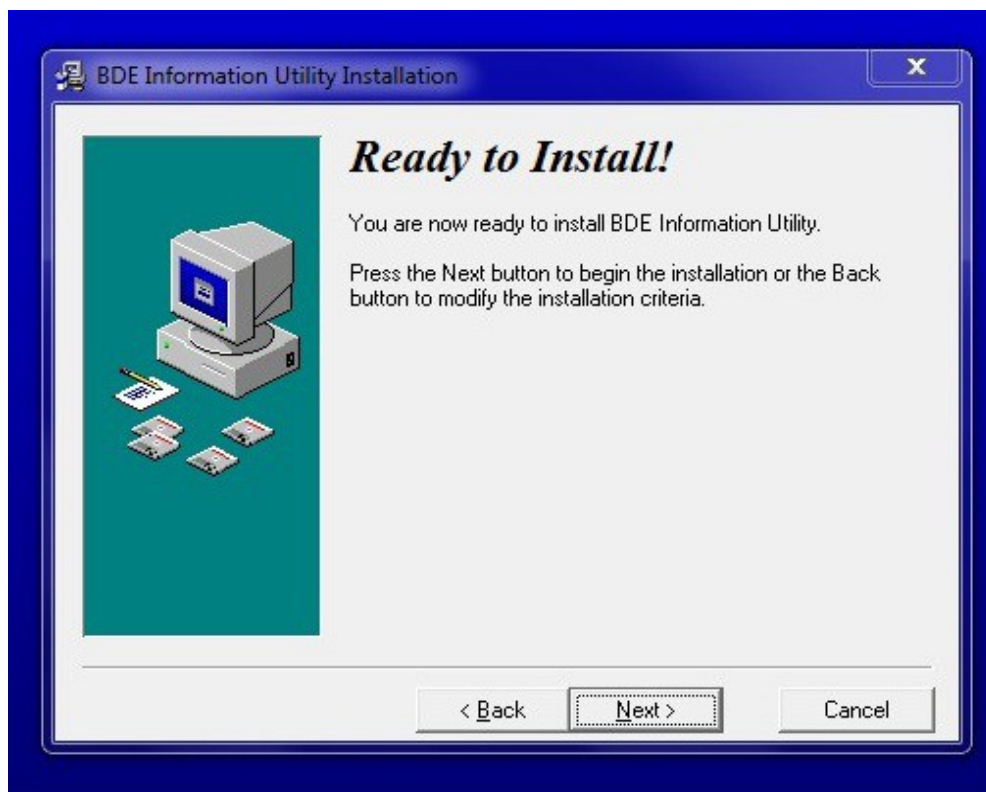 BDE Information Utility Installation
Ready to Install!
You are now ready to install BDE Information Utility.
Press the Next button to begin the installation or the Back
button to modify the installation criteria.
< Back
Next >
Cancel